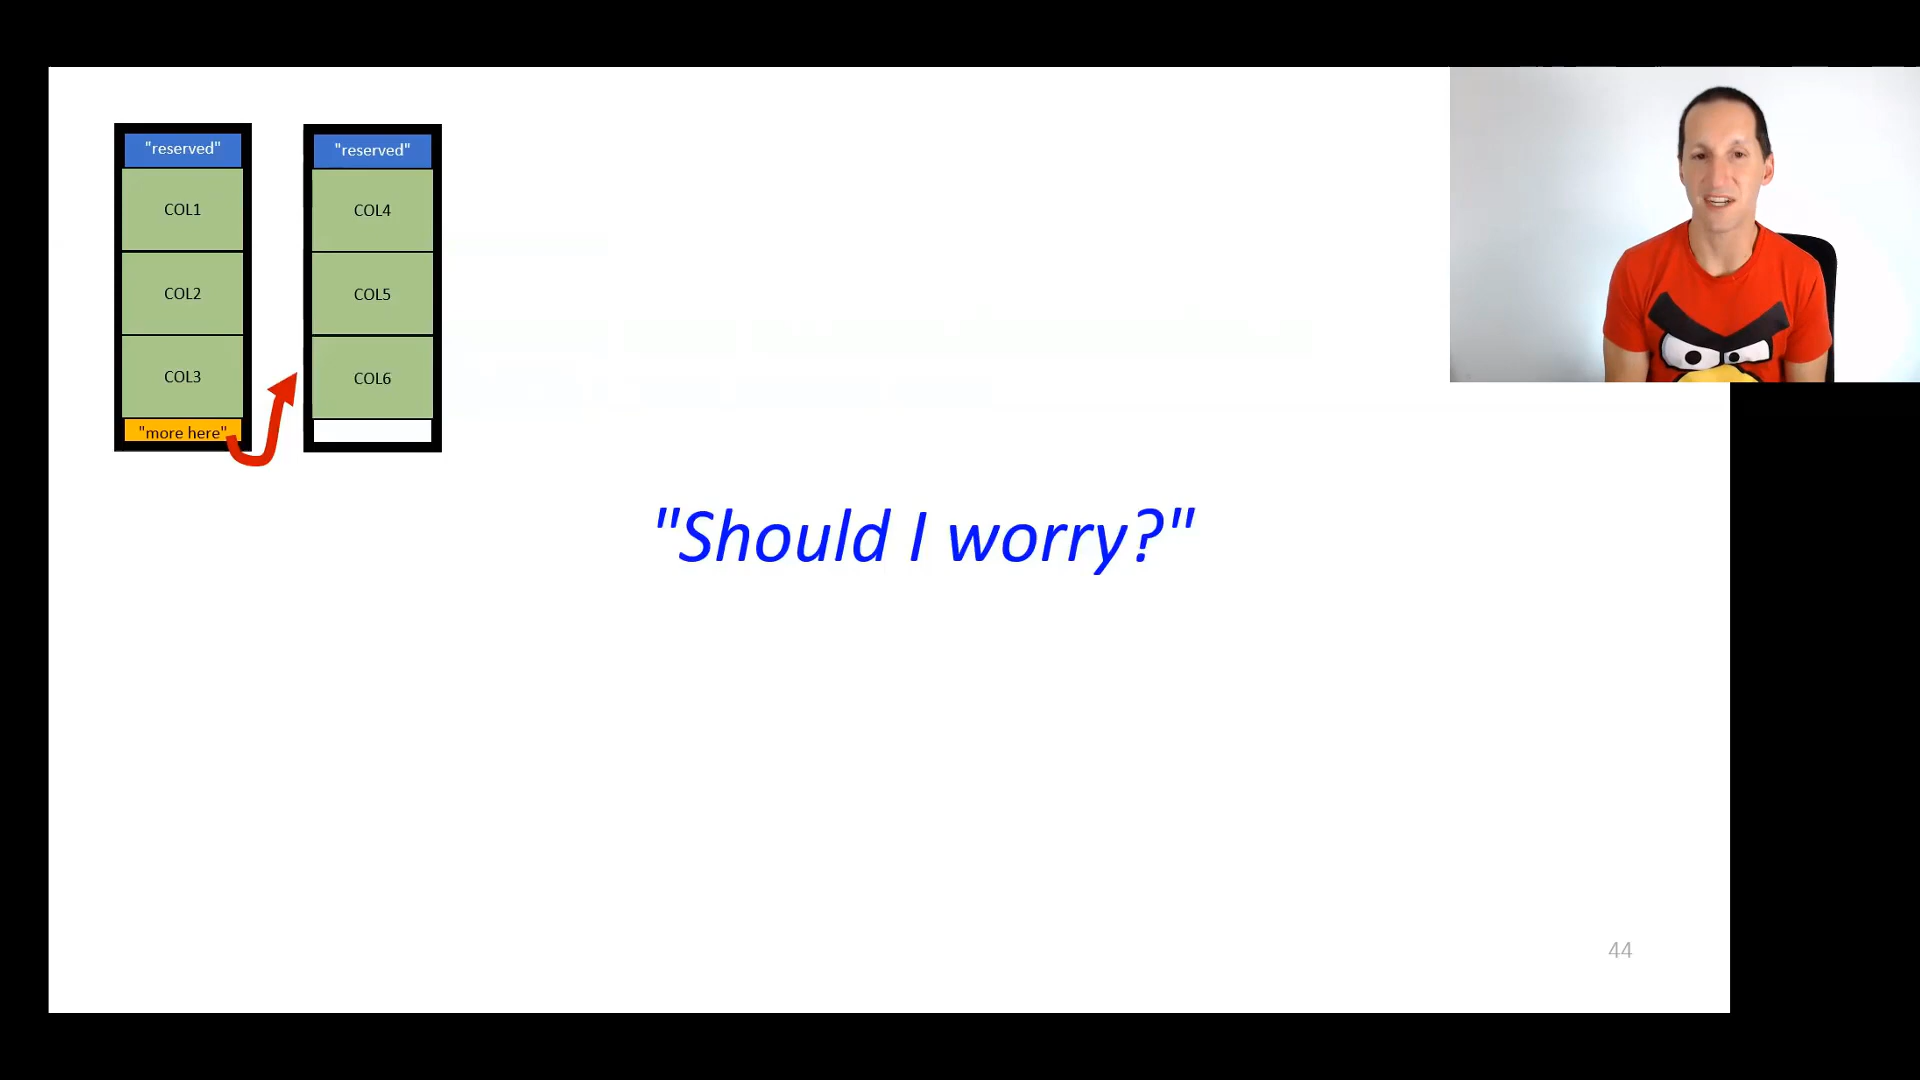 "reserved"
COL1
COL2
COL3
"more here"
"reserved"
COL4
COL5
COL6
"Should I worry?"
44